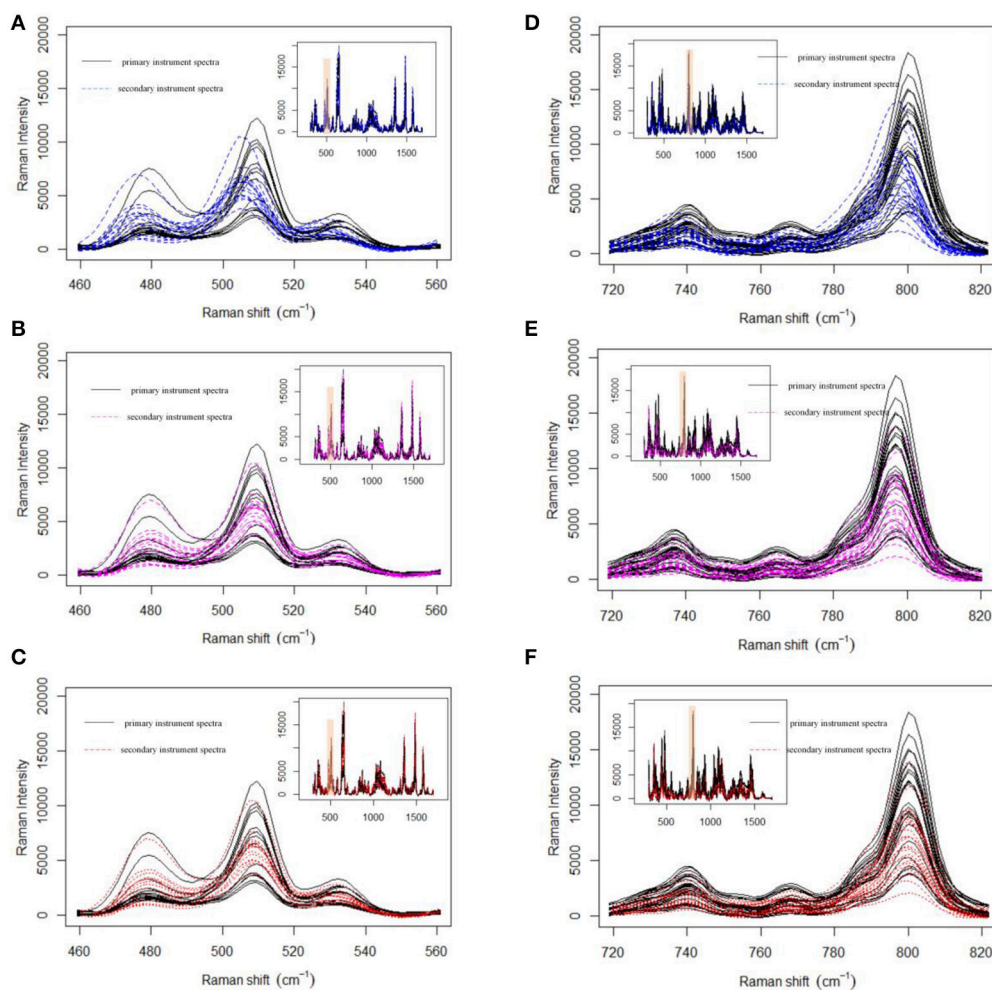 A
Raman Intensity
20000
15000
10000
5000
0
primary instrument spectra
secondary instrument spectra
15000
5000
0
500 1000 1500
460 480 500 520 540 560
Raman shift (cm⁻¹)
D
Raman Intensity
20000
15000
10000
5000
0
primary instrument spectra
secondary instrument spectra
15000
5000
0
500 1000 1500
720 740 760 780 800 820
Raman shift (cm⁻¹)
B
Raman Intensity
20000
15000
10000
5000
0
primary instrument spectra
secondary instrument spectra
15000
5000
0
500 1000 1500
460 480 500 520 540 560
Raman shift (cm⁻¹)
E
Raman Intensity
20000
15000
10000
5000
0
primary instrument spectra
secondary instrument spectra
15000
5000
0
500 1000 1500
720 740 760 780 800 820
Raman shift (cm⁻¹)
C
Raman Intensity
20000
15000
10000
5000
0
primary instrument spectra
secondary instrument spectra
15000
5000
0
500 1000 1500
460 480 500 520 540 560
Raman shift (cm⁻¹)
F
Raman Intensity
20000
15000
10000
5000
0
primary instrument spectra
secondary instrument spectra
15000
5000
0
500 1000 1500
720 740 760 780 800 820
Raman shift (cm⁻¹)